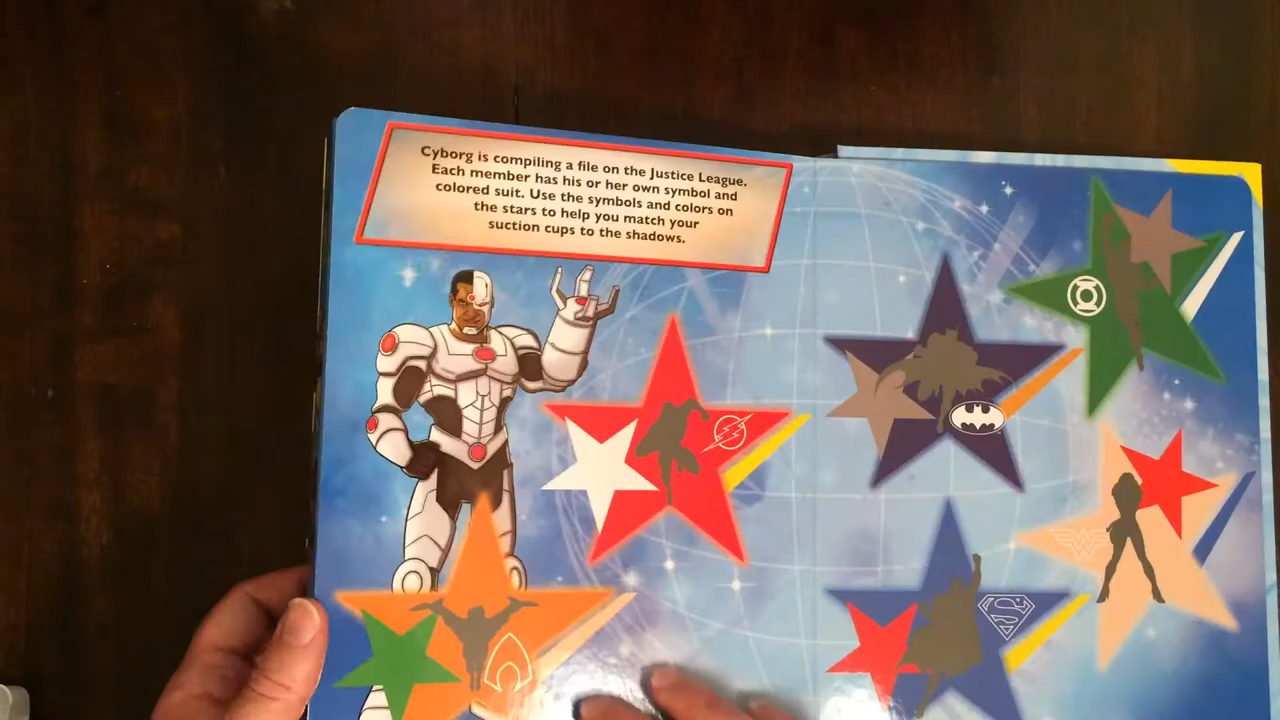 Cyborg is compiling a file on the Justice League.
Each member has his or her own symbol and
colored suit. Use the symbols and colors on
the stars to help you match your
suction cups to the shadows.